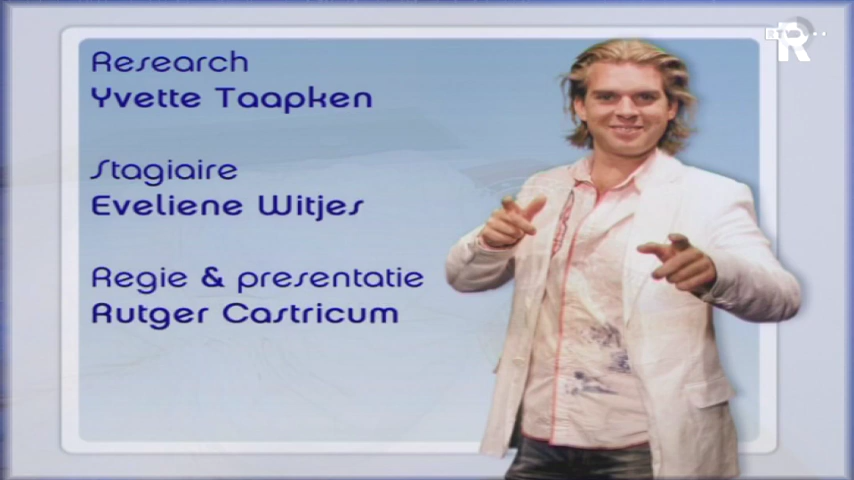 Research
Yvette Taapken
Stagiaire
Eveliene Witjes
Regie & presentatie
Rutger Castricum
RTV
R